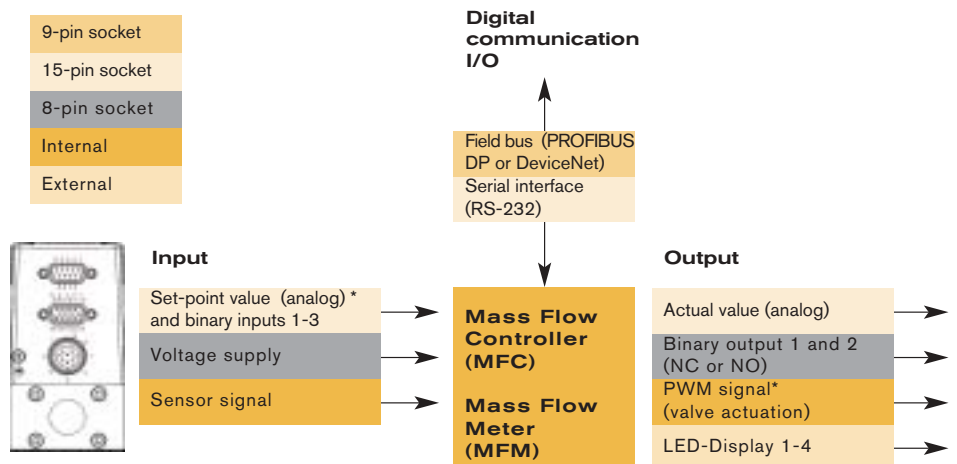 9-pin socket
15-pin socket
8-pin socket
Internal
External
Digital
communication
I/O
Field bus (PROFIBUS
DP or DeviceNet)
Serial interface
(RS-232)
Input
Set-point value (analog) *
and binary inputs 1-3
Voltage supply
Sensor signal
Mass Flow
Controller
(MFC)
Mass Flow
Meter
(MFM)
Output
Actual value (analog)
Binary output 1 and 2
(NC or NO)
PWM signal*
(valve actuation)
LED-Display 1-4